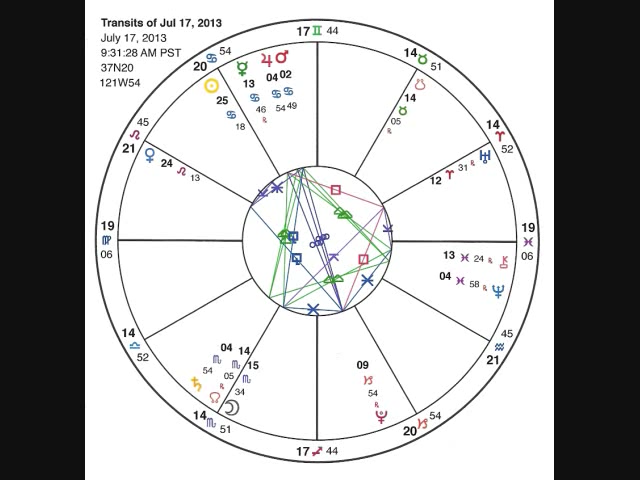 Transits of Jul 17, 2013
July 17, 2013
9:31:28 AM PST
37N20
121W54
17 ♊ 44
14 ♉ 51
14 ♈ 52
19 ♓ 06
45 ♒ 21
20 ♑ 54
17 ♐ 44
14 ♏ 51
14 ♎ 52
19 ♍ 06
45 ♌ 21
20 ♋ 54
☉ 25 ♋ 18
☿ 13 ♋ 46 ℞
♃ 04 ♋ 54
♂ 02 ♋ 49
☋ 14 ♉ 05 ℞
♅ 12 ♈ 31 ℞
13 ♓ 24 ℞ ⚷
04 ♓ 58 ℞ ♆
09 ♑ 54 ℞ ♇
♀ 24 ♌ 13
04 ♏ 54 ♄
14 ♏ 05 ℞ ☊
15 ♏ 34 ☽